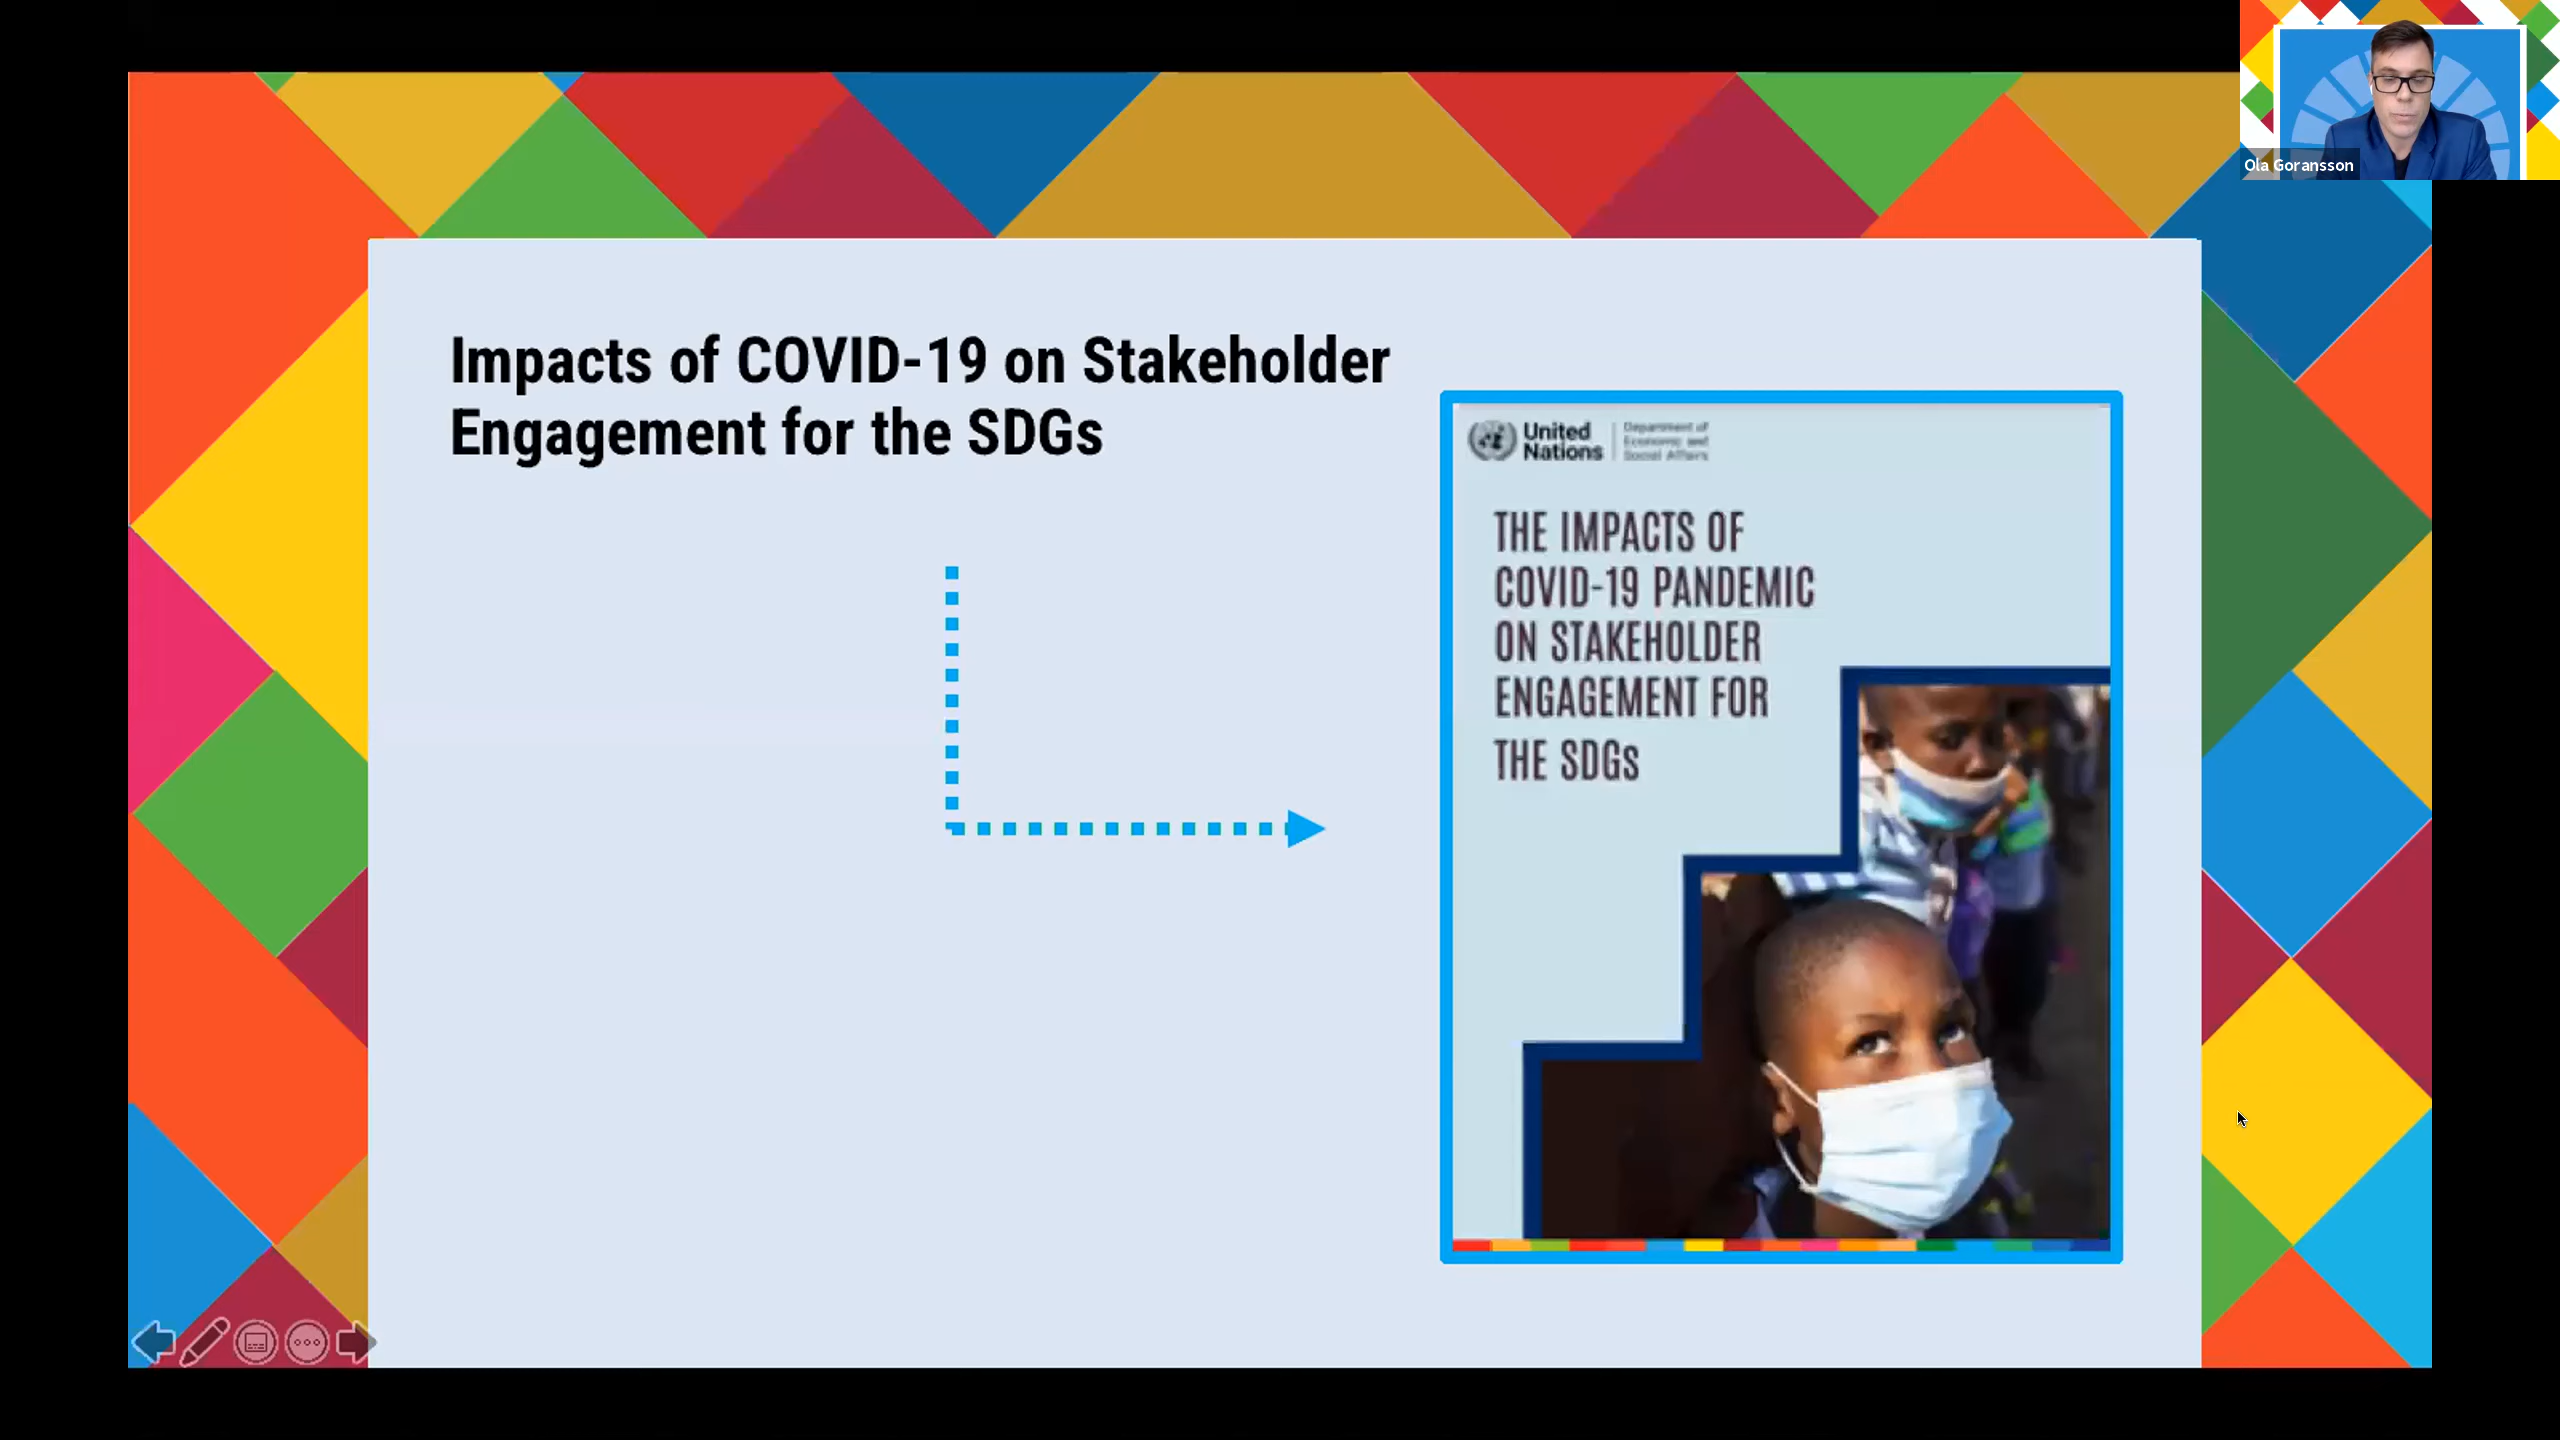 Ola Goransson
Impacts of COVID-19 on Stakeholder
Engagement for the SDGs
United
Nations
Department of
Economic and
Social Affairs
THE IMPACTS OF
COVID-19 PANDEMIC
ON STAKEHOLDER
ENGAGEMENT FOR
THE SDGs